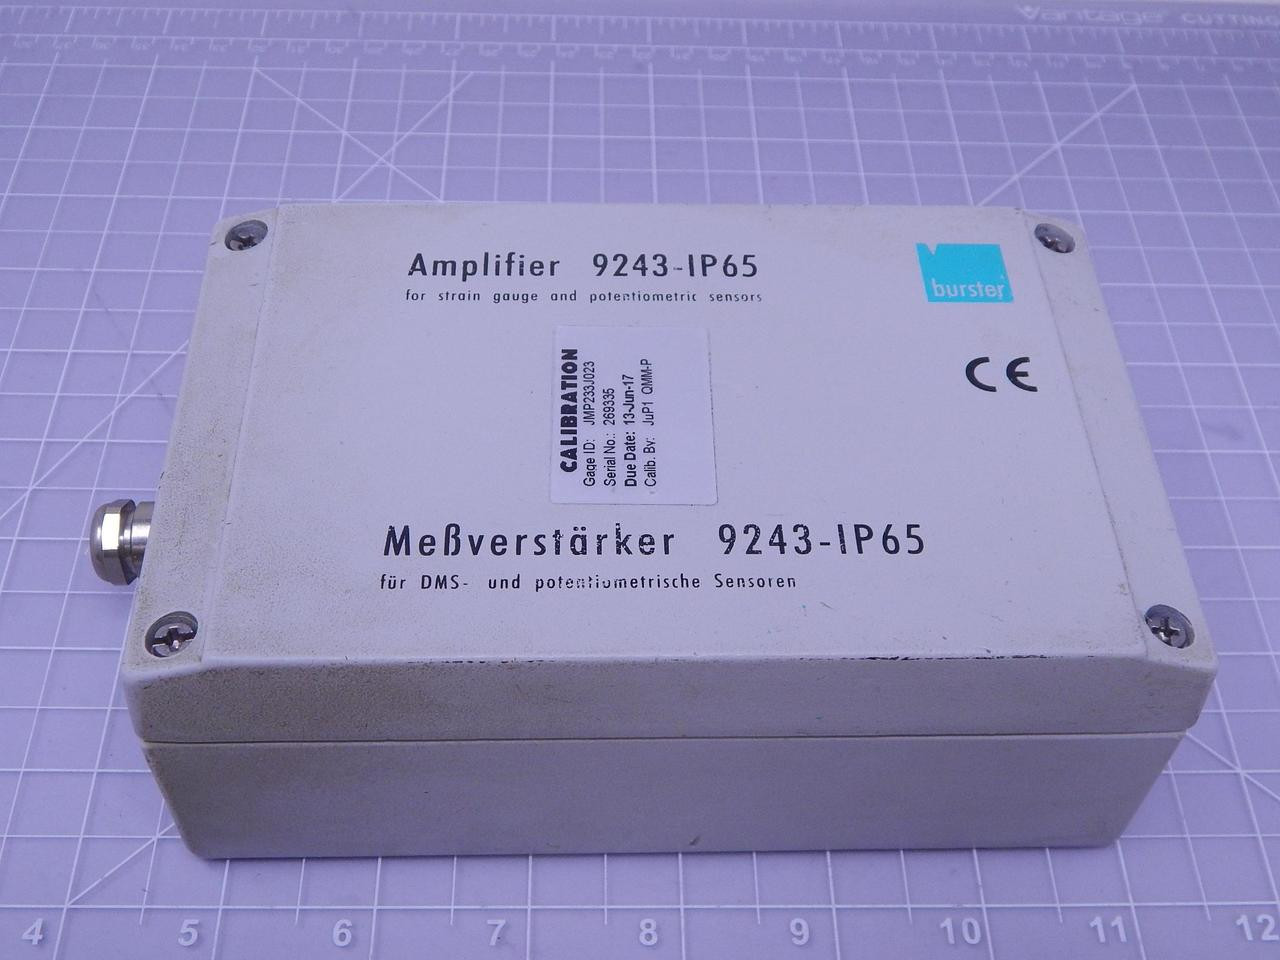 Vantage CUTTING
Amplifier 9243-IP65
for strain gauge and potentiometric sensors
burster
CE
CALIBRATION
Gage ID: JMP233J023
Serial No.: 269335
Due Date: 13-Jun-17
Calib. By: JuP1 QMM-P
Meßverstärker 9243-IP65
für DMS- und potentiometrische Sensoren
4 5 6 7 8 9 10 11 12